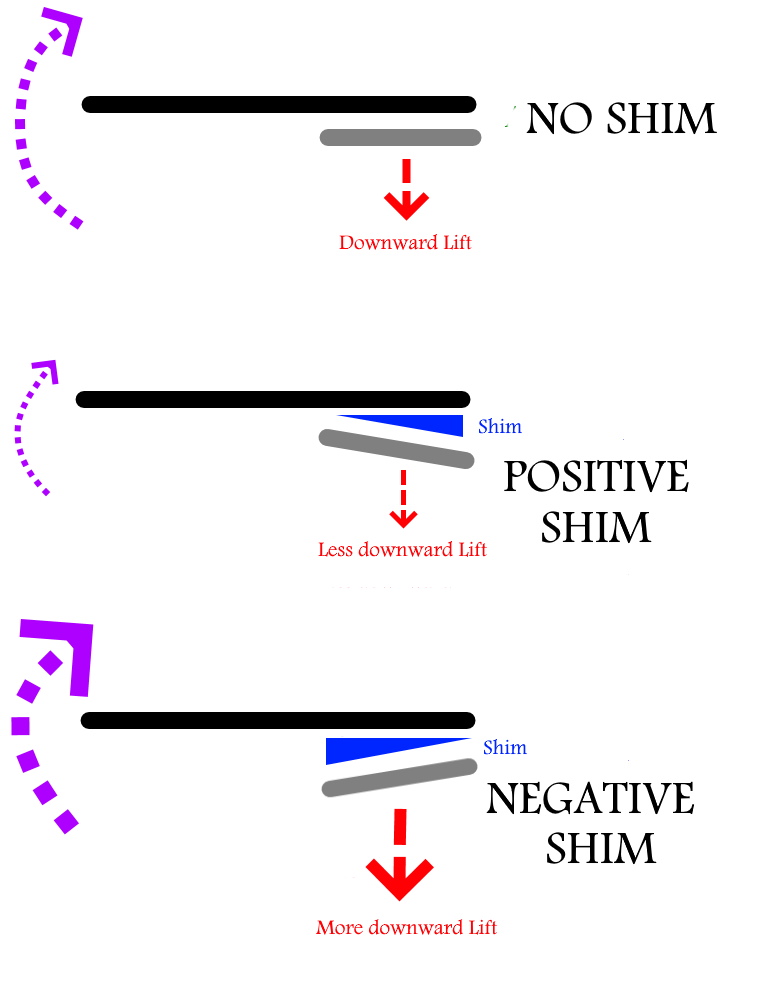 NO SHIM
Downward Lift
Shim
POSITIVE
SHIM
Less downward Lift
Shim
NEGATIVE
SHIM
More downward Lift